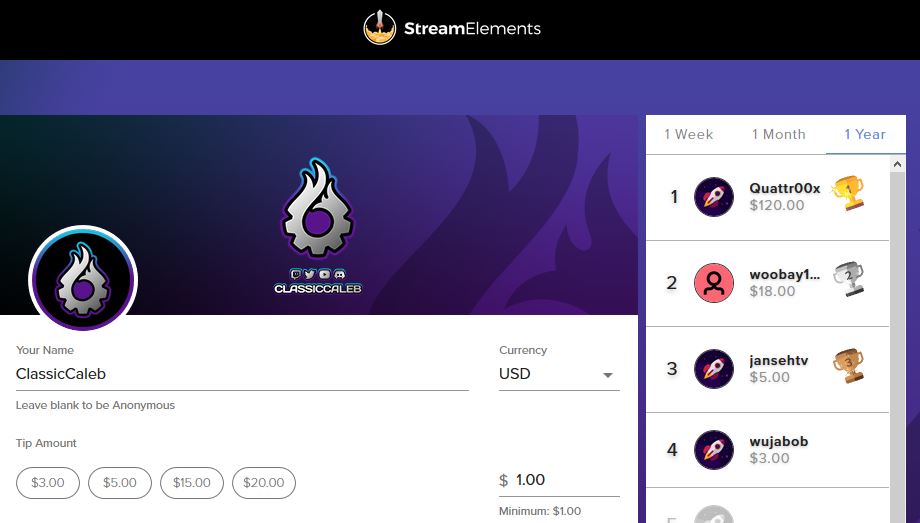 StreamElements
CLASSICCALEB
Your Name
ClassicCaleb
Leave blank to be Anonymous
Currency
USD
Tip Amount
$3.00
$5.00
$15.00
$20.00
$ 1.00
Minimum: $1.00
1 Week
1 Month
1 Year
1
Quattr00x
$120.00
1
2
woobay1...
$18.00
2
3
jansehtv
$5.00
3
4
wujabob
$3.00